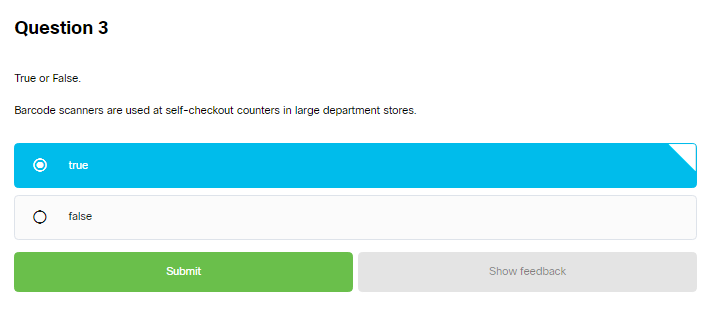 Question 3
True or False.
Barcode scanners are used at self-checkout counters in large department stores.
true
false
Submit
Show feedback